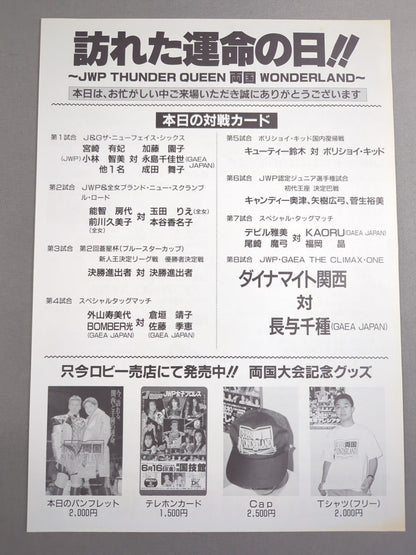 訪れた運命の日!!
〜JWP THUNDER QUEEN 両国 WONDERLAND〜
本日は、お忙しい中ご来場いただき誠にありがとうございます
本日の対戦カード
第1試合 J&Gザ・ニューフェイス・シックス
宮崎 有妃 加藤 園子
(JWP) 小林 智美 対 永島千佳世 (GAEA JAPAN)
他1名 成田 舞子
第2試合 JWP&全女ブランド・ニュー・スクランブル・ロード
能智 房代 対 玉田 りえ (全女)
前川久美子 (全女) 本谷香名子
第3試合 第2回蒼星杯(ブルースターカップ)
新人王決定リーグ戦 優勝者決定戦
決勝進出者 対 決勝進出者
第4試合 スペシャルタッグマッチ
外山寿美代 対 倉垣 靖子
BOMBER光 (GAEA JAPAN) 佐藤 季恵 (GAEA JAPAN)
第5試合 ポリショイ・キッド国内復帰戦
キューティー鈴木 対 ポリショイ・キッド
第6試合 JWP認定ジュニア選手権試合
初代王座 決定巴戦
キャンディー奥津、矢樹広弓、菅生裕美
第7試合 スペシャル・タッグマッチ
デビル雅美 対 KAORU (GAEA JAPAN)
尾崎 魔弓 福岡 晶
第8試合 JWP・GAEA THE CLIMAX・ONE
ダイナマイト関西
対
長与千種 (GAEA JAPAN)
只今ロビー売店にて発売中!! 両国大会記念グッズ
JWP女子プロレス
6月16日(金)
国技館
両国
本日のパンフレット
2.000円
テレホンカード
1.500円
Cap
2.500円
Tシャツ(フリー)
2.000円